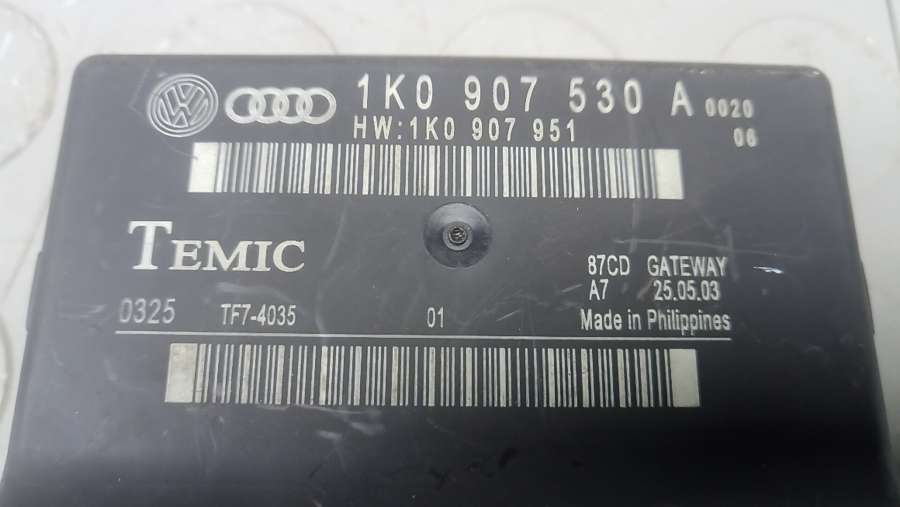 1K0 907 530 A 0020
HW:1K0 907 951 06
TEMIC
87CD GATEWAY
A7 25.05.03
0325 TF7-4035 01 Made in Philippines